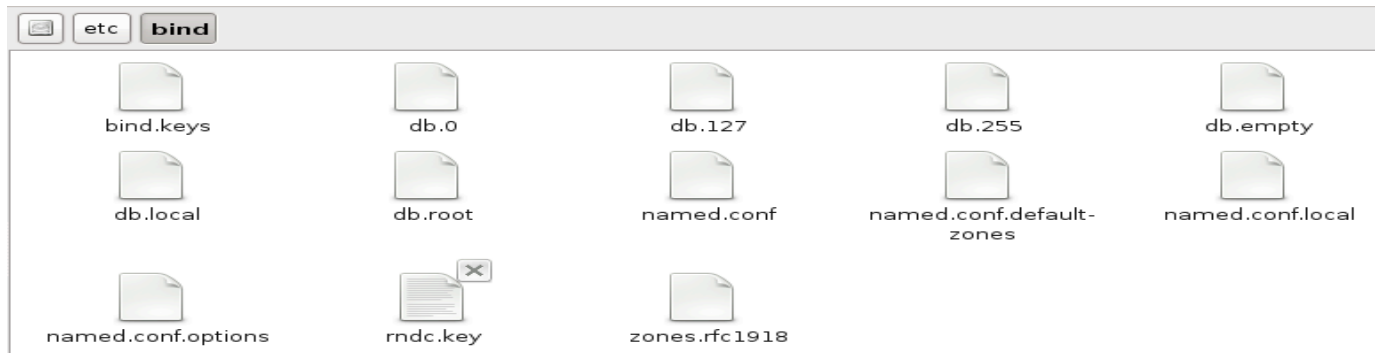 etc bind
bind.keys db.0 db.127 db.255 db.empty
db.local db.root named.conf named.conf.default-
zones named.conf.local
named.conf.options rndc.key zones.rfc1918